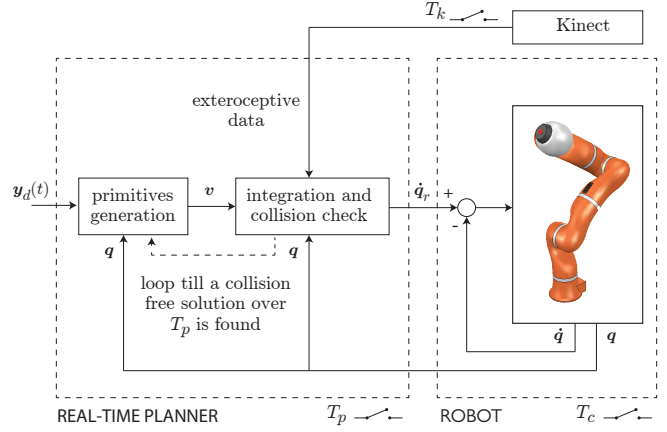 T_k
Kinect
exteroceptive
data
y_d(t)
primitives
generation
v
integration and
collision check
q̇_r
+
-
q
q
loop till a collision
free solution over
T_p is found
q̇
q
REAL-TIME PLANNER
T_p
ROBOT
T_c